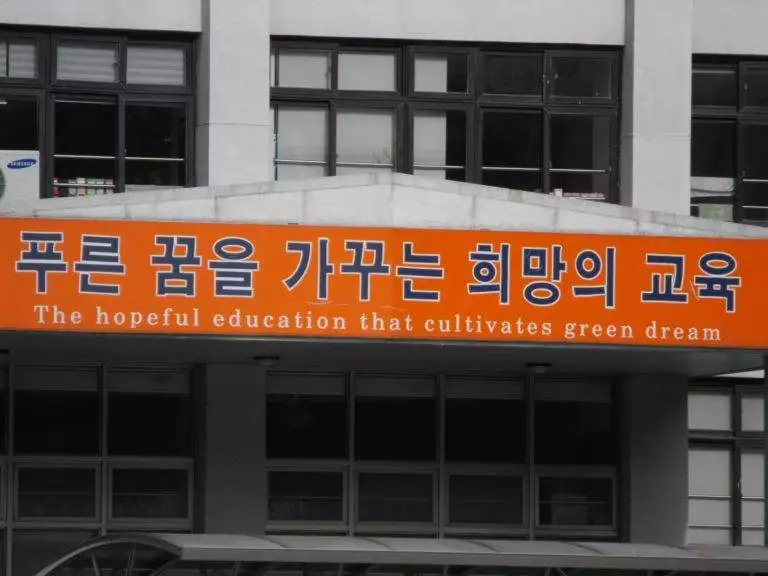 SAMSUNG
푸른 꿈을 가꾸는 희망의 교육
The hopeful education that cultivates green dream